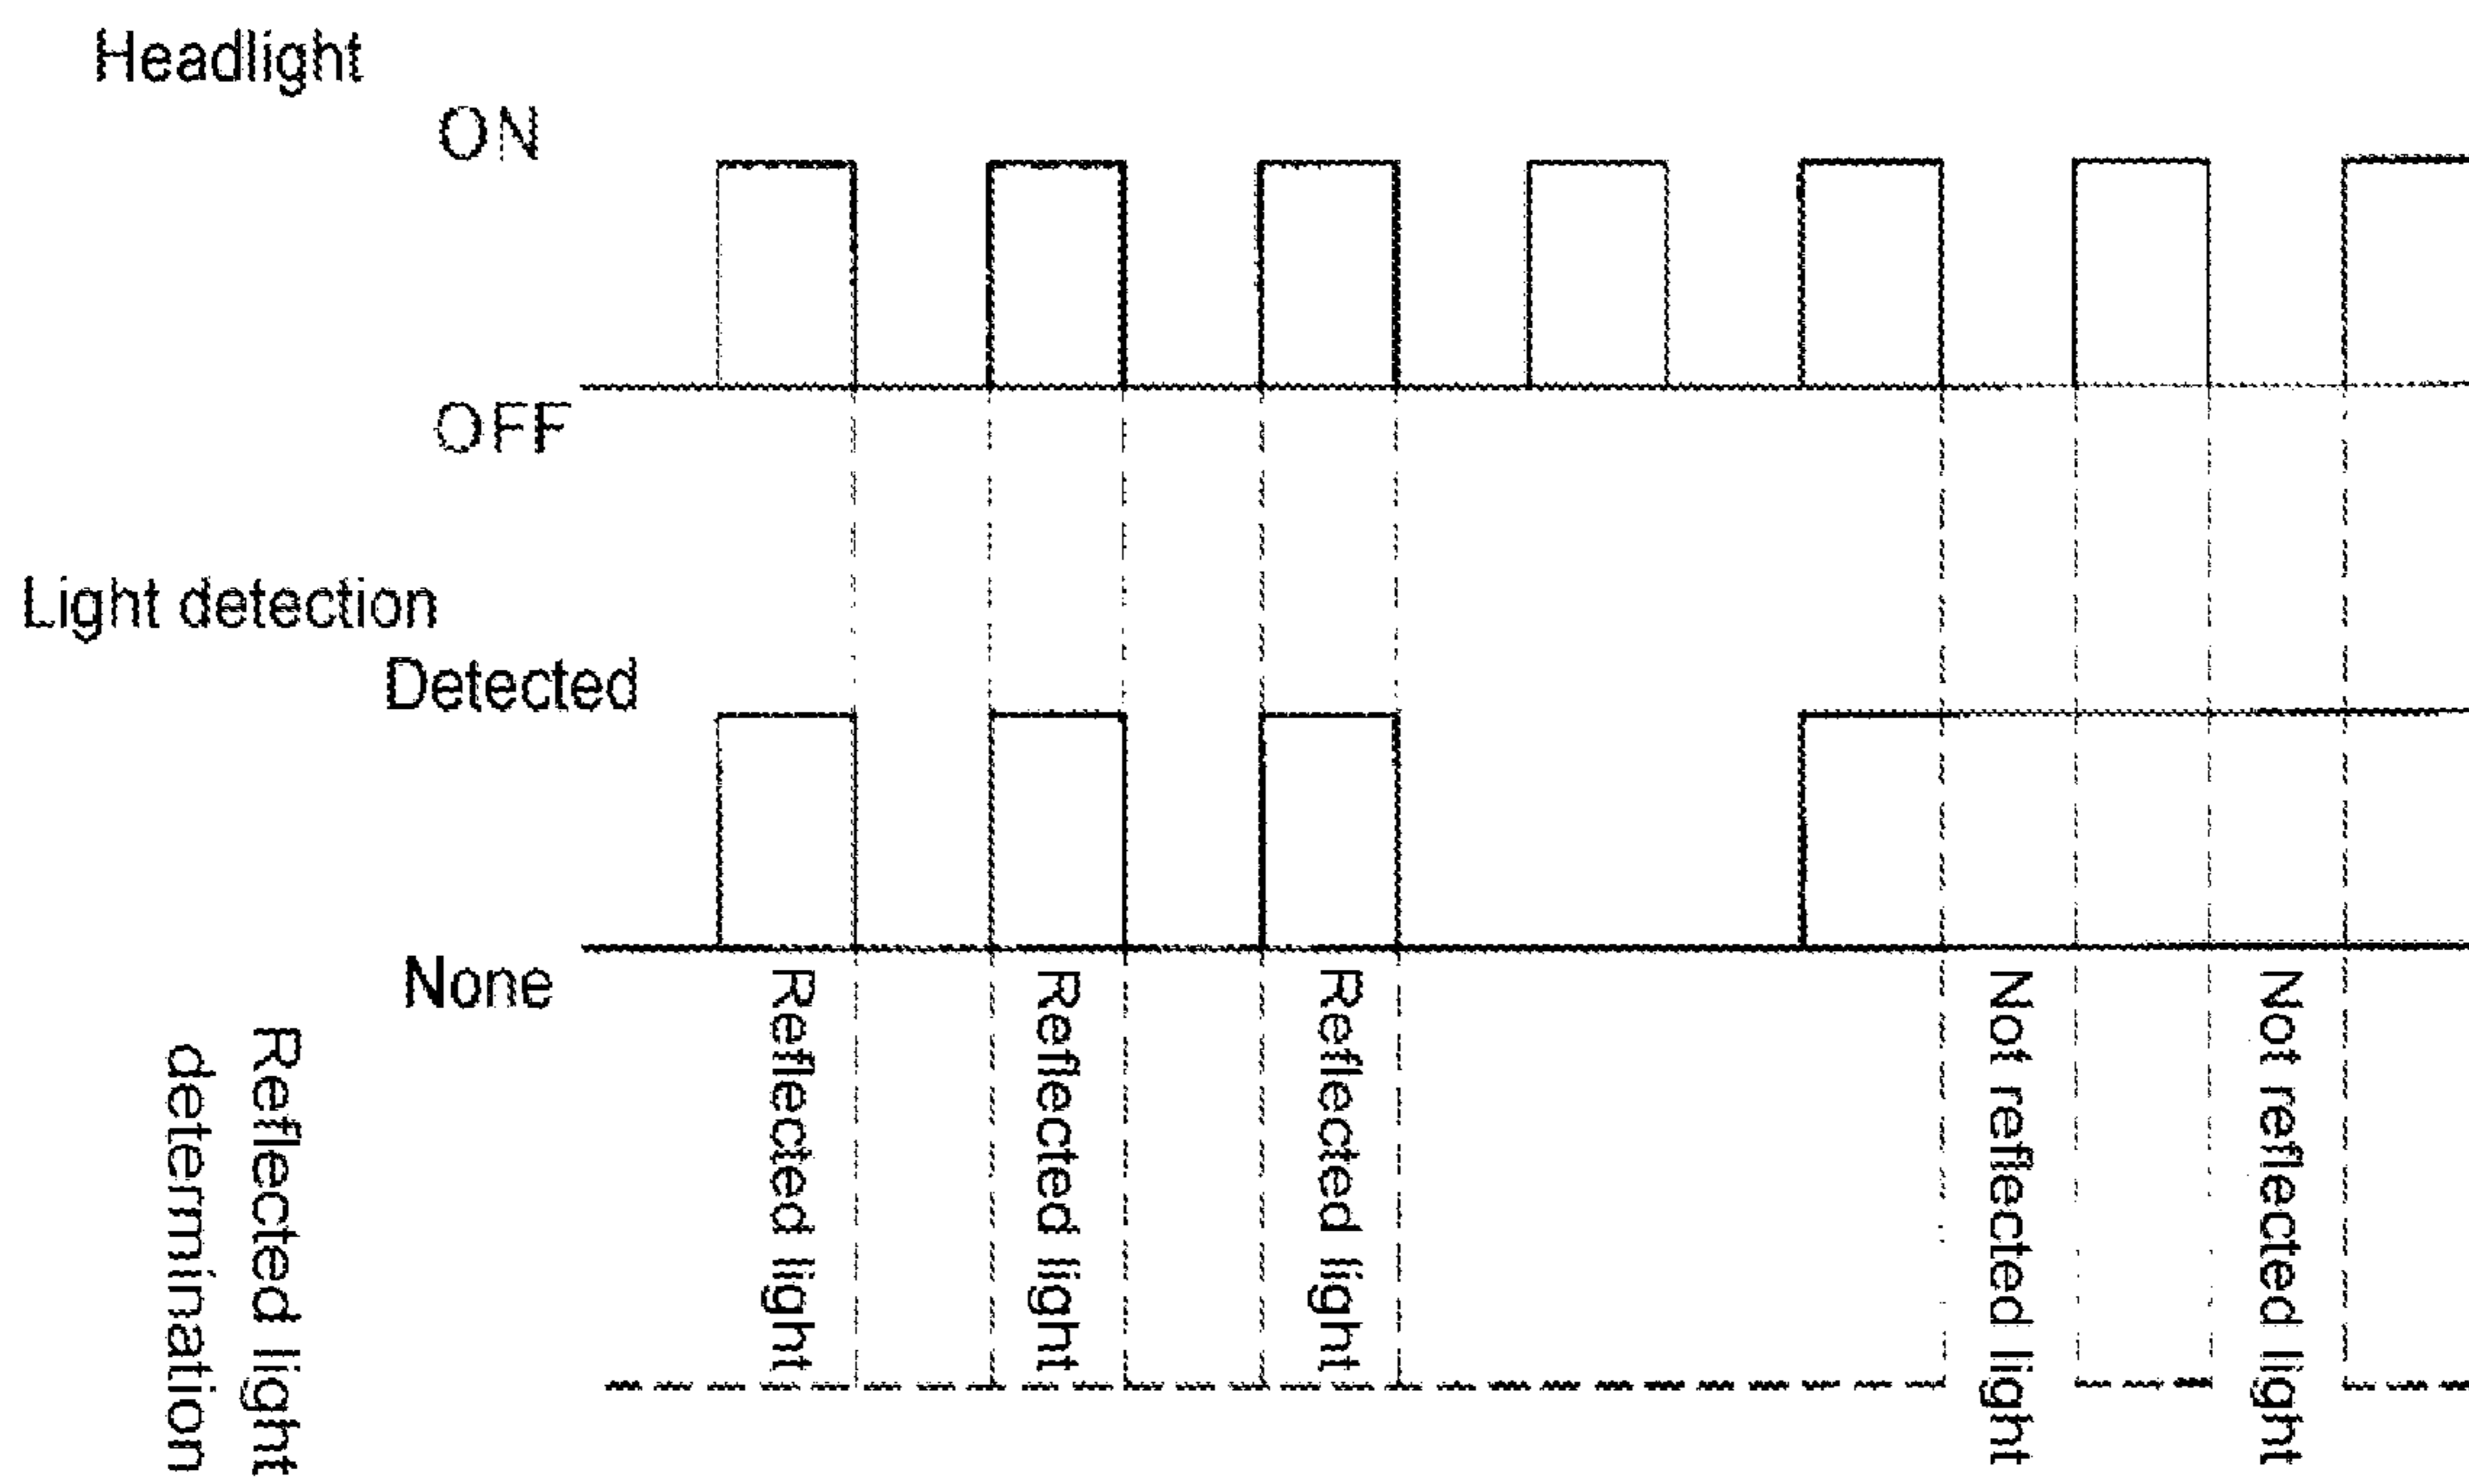 Headlight
ON
OFF
Light detection
Detected
None
Reflected light
determination
Reflected light
Reflected light
Reflected light
Not reflected light
Not reflected light